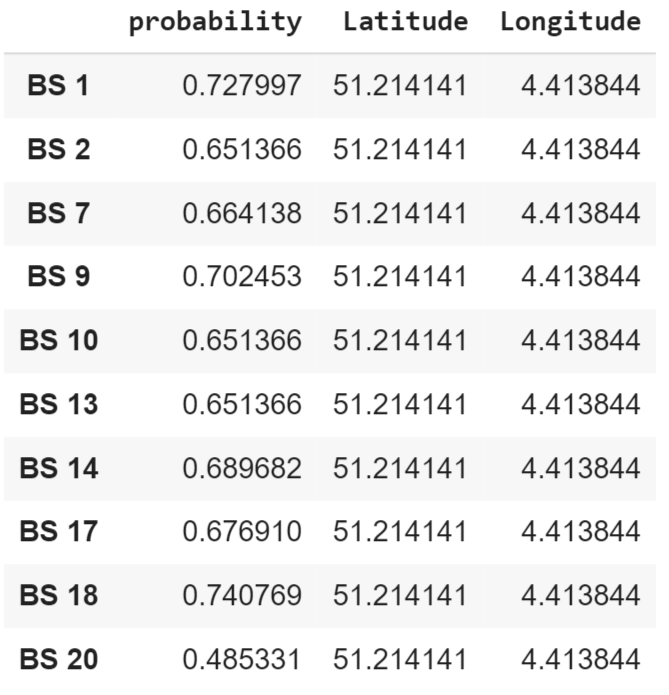 probability Latitude Longitude
BS 1 0.727997 51.214141 4.413844
BS 2 0.651366 51.214141 4.413844
BS 7 0.664138 51.214141 4.413844
BS 9 0.702453 51.214141 4.413844
BS 10 0.651366 51.214141 4.413844
BS 13 0.651366 51.214141 4.413844
BS 14 0.689682 51.214141 4.413844
BS 17 0.676910 51.214141 4.413844
BS 18 0.740769 51.214141 4.413844
BS 20 0.485331 51.214141 4.413844